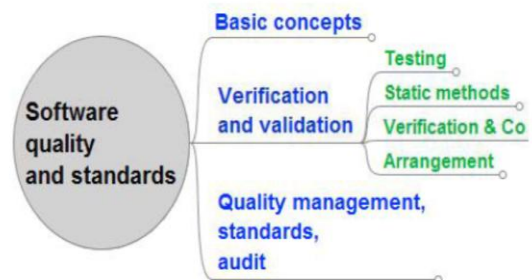 Basic concepts
Testing
Static methods
Verification
and validation
Verification & Co
Arrangement
Software
quality
and standards
Quality management,
standards,
audit